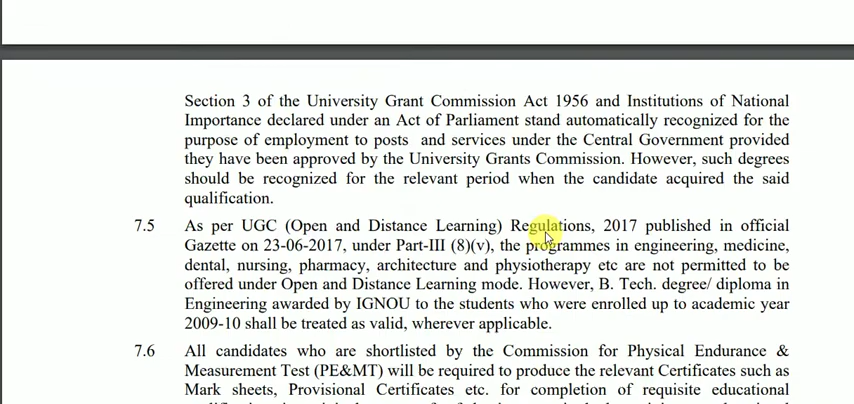 Section 3 of the University Grant Commission Act 1956 and Institutions of National
Importance declared under an Act of Parliament stand automatically recognized for the
purpose of employment to posts and services under the Central Government provided
they have been approved by the University Grants Commission. However, such degrees
should be recognized for the relevant period when the candidate acquired the said
qualification.
7.5 As per UGC (Open and Distance Learning) Regulations, 2017 published in official
Gazette on 23-06-2017, under Part-III (8)(v), the programmes in engineering, medicine,
dental, nursing, pharmacy, architecture and physiotherapy etc are not permitted to be
offered under Open and Distance Learning mode. However, B. Tech. degree/ diploma in
Engineering awarded by IGNOU to the students who were enrolled up to academic year
2009-10 shall be treated as valid, wherever applicable.
7.6 All candidates who are shortlisted by the Commission for Physical Endurance &
Measurement Test (PE&MT) will be required to produce the relevant Certificates such as
Mark sheets, Provisional Certificates etc. for completion of requisite educational